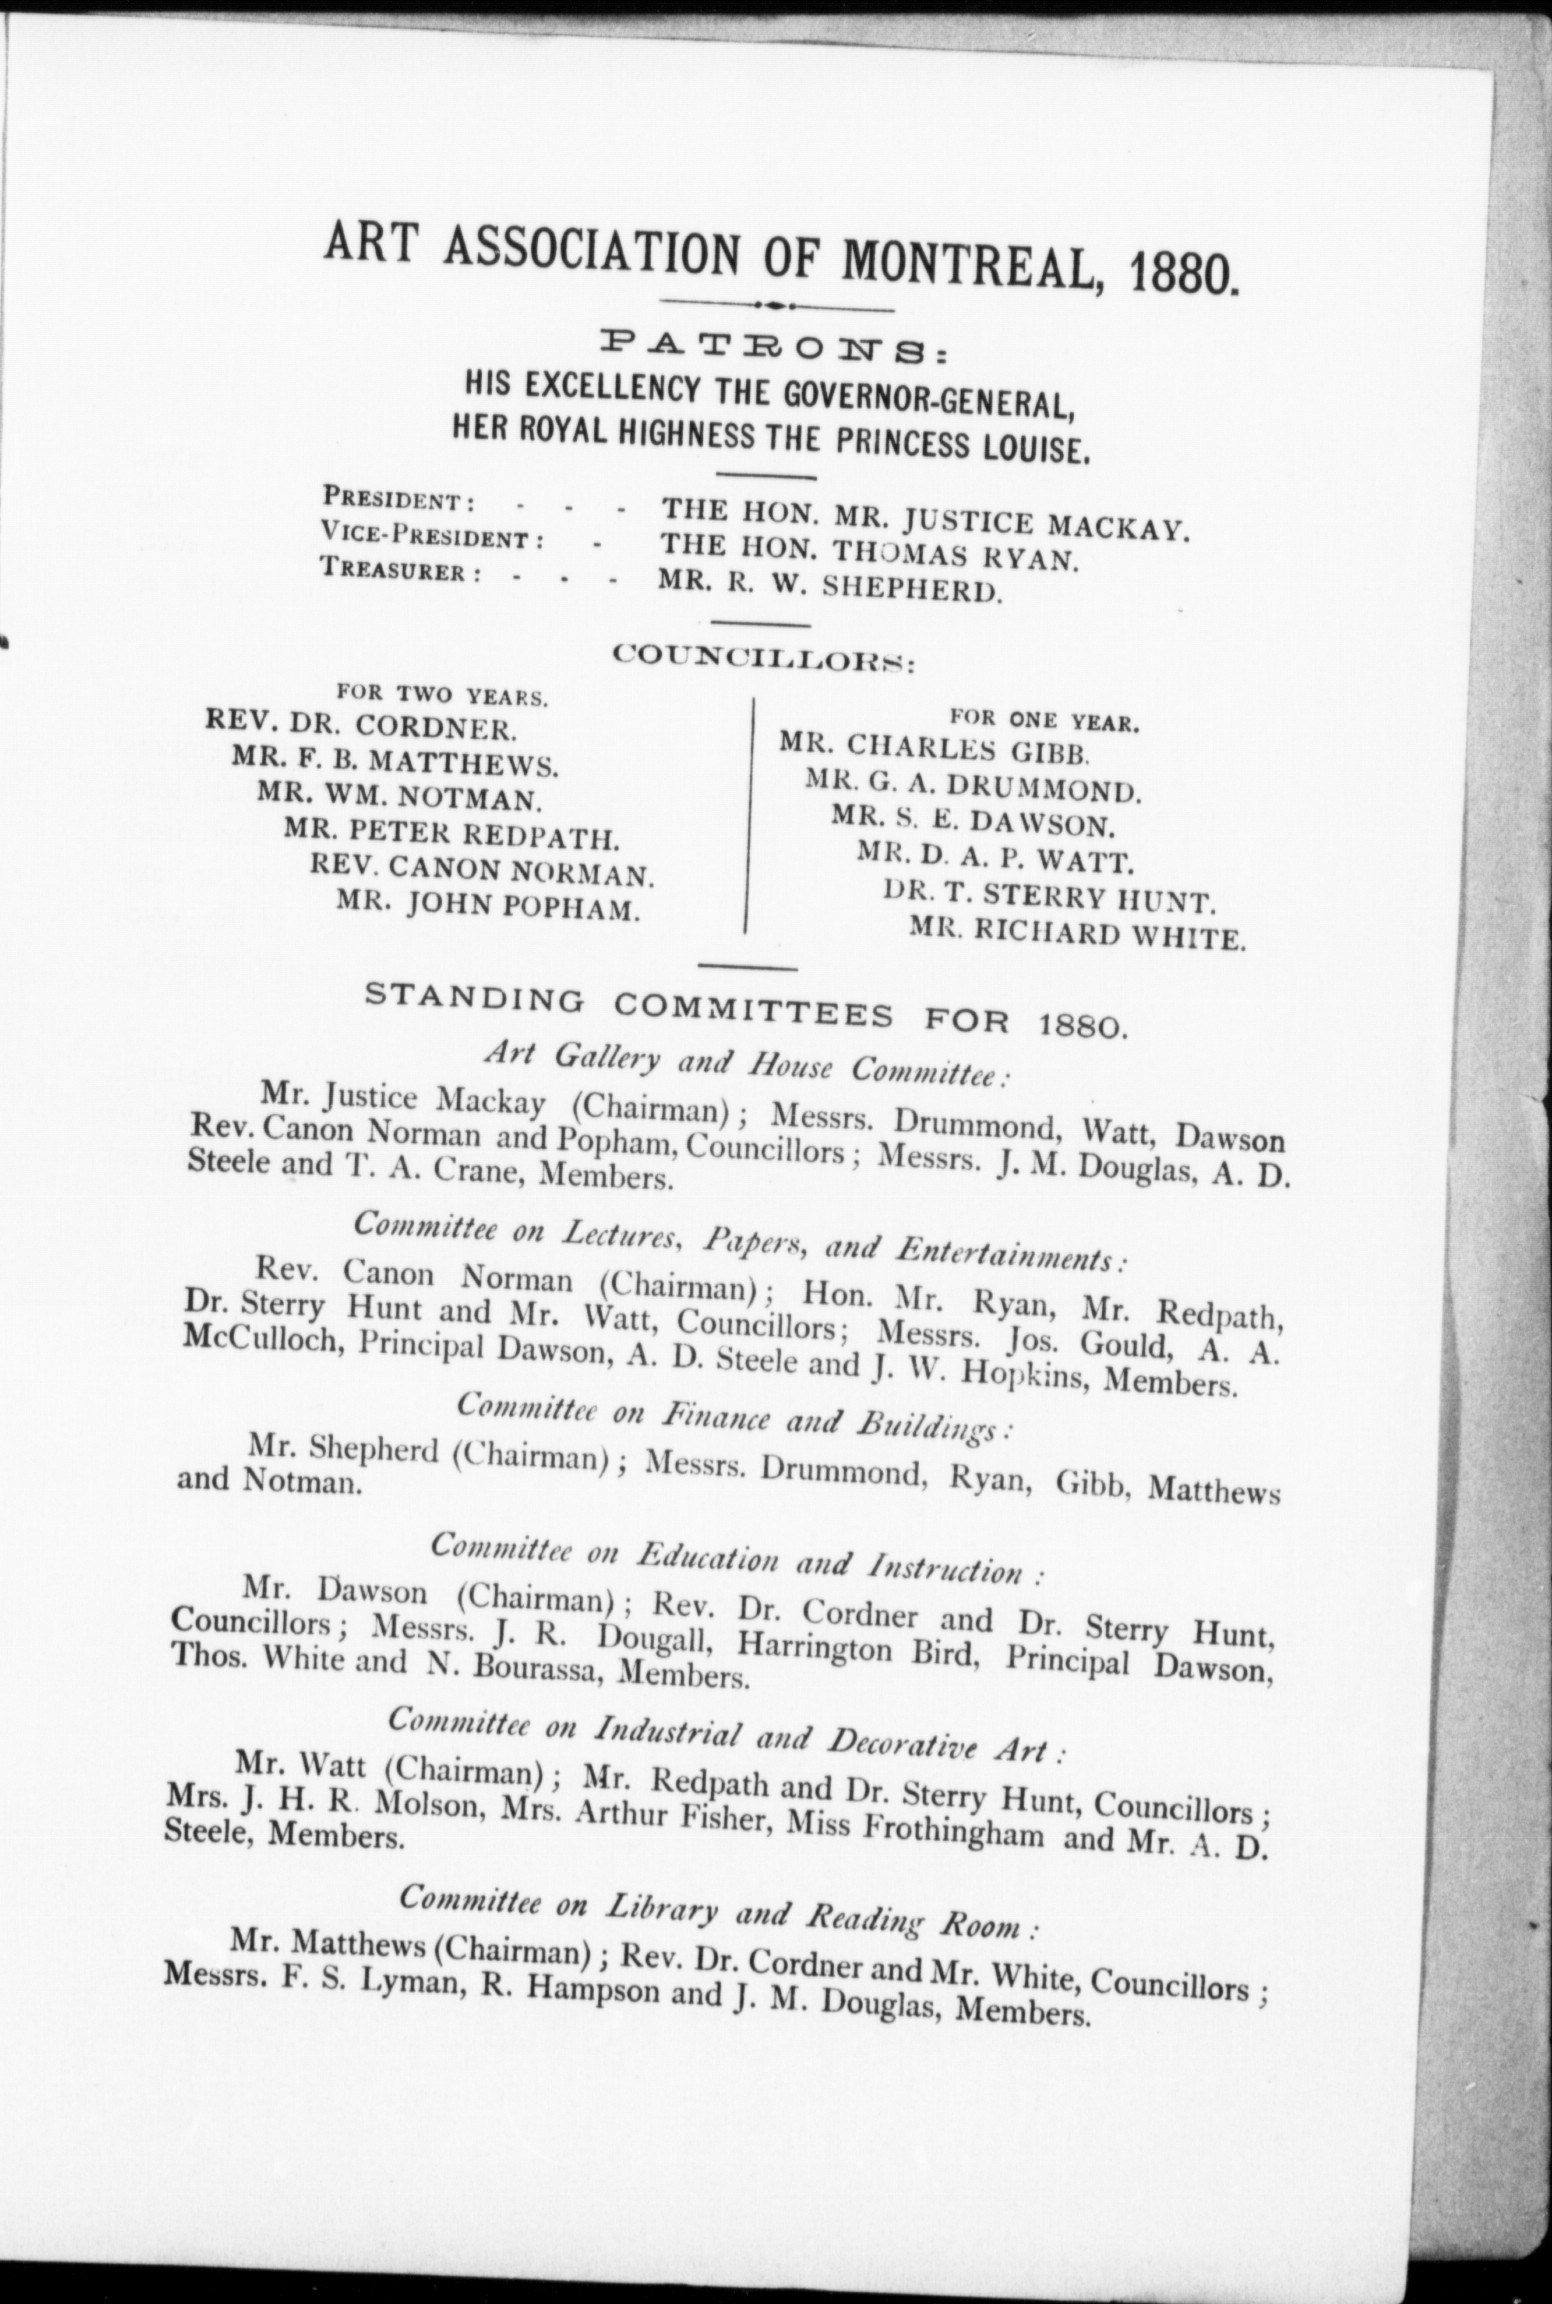 ART ASSOCIATION OF MONTREAL, 1880.
PATRONS:
HIS EXCELLENCY THE GOVERNOR-GENERAL,
HER ROYAL HIGHNESS THE PRINCESS LOUISE.
PRESIDENT: - - - THE HON. MR. JUSTICE MACKAY.
VICE-PRESIDENT: - THE HON. THOMAS RYAN.
TREASURER: - - - MR. R. W. SHEPHERD.
COUNCILLORS:
FOR TWO YEARS.
REV. DR. CORDNER.
MR. F. B. MATTHEWS.
MR. WM. NOTMAN.
MR. PETER REDPATH.
REV. CANON NORMAN.
MR. JOHN POPHAM.
FOR ONE YEAR.
MR. CHARLES GIBB.
MR. G. A. DRUMMOND.
MR. S. E. DAWSON.
MR. D. A. P. WATT.
DR. T. STERRY HUNT.
MR. RICHARD WHITE.
STANDING COMMITTEES FOR 1880.
Art Gallery and House Committee:
Mr. Justice Mackay (Chairman); Messrs. Drummond, Watt, Dawson
Rev. Canon Norman and Popham, Councillors; Messrs. J. M. Douglas, A. D.
Steele and T. A. Crane, Members.
Committee on Lectures, Papers, and Entertainments:
Rev. Canon Norman (Chairman); Hon. Mr. Ryan, Mr. Redpath,
Dr. Sterry Hunt and Mr. Watt, Councillors; Messrs. Jos. Gould, A. A.
McCulloch, Principal Dawson, A. D. Steele and J. W. Hopkins, Members.
Committee on Finance and Buildings:
Mr. Shepherd (Chairman); Messrs. Drummond, Ryan, Gibb, Matthews
and Notman.
Committee on Education and Instruction :
Mr. Dawson (Chairman); Rev. Dr. Cordner and Dr. Sterry Hunt,
Councillors; Messrs. J. R. Dougall, Harrington Bird, Principal Dawson,
Thos. White and N. Bourassa, Members.
Committee on Industrial and Decorative Art :
Mr. Watt (Chairman); Mr. Redpath and Dr. Sterry Hunt, Councillors;
Mrs. J. H. R. Molson, Mrs. Arthur Fisher, Miss Frothingham and Mr. A. D.
Steele, Members.
Committee on Library and Reading Room :
Mr. Matthews (Chairman); Rev. Dr. Cordner and Mr. White, Councillors;
Messrs. F. S. Lyman, R. Hampson and J. M. Douglas, Members.